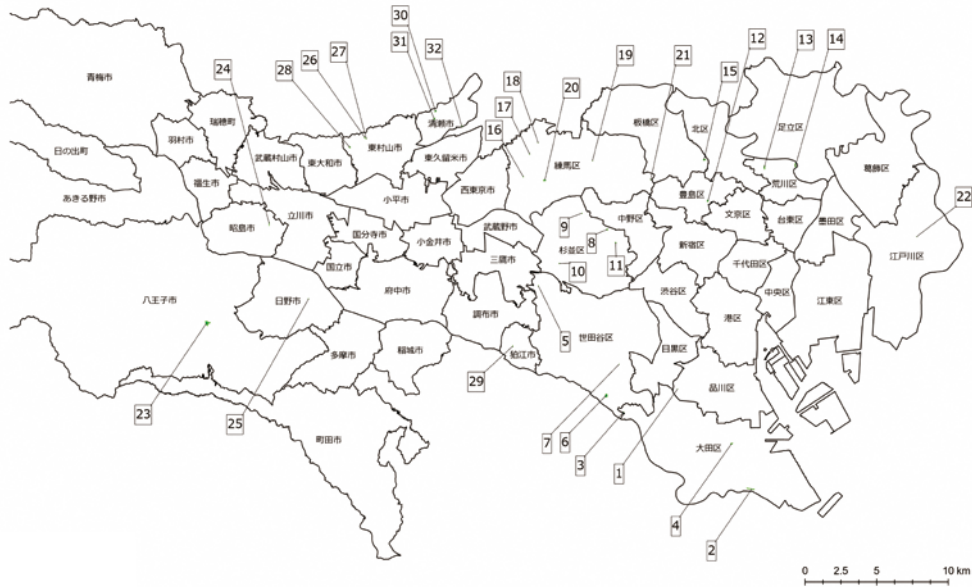 30
27
31
26
32
28
24
12
13
14
21
19
15
18
20
17
16
青梅市
瑞穂町
羽村市
日の出町
武蔵村山市
東大和市
東村山市
清瀬市
東久留米市
福生市
あきる野市
小平市
西東京市
練馬区
板橋区
北区
足立区
葛飾区
荒川区
豊島区
文京区
台東区
墨田区
22
昭島市
立川市
国分寺市
小金井市
武蔵野市
9
中野区
8
杉並区
11
10
新宿区
千代田区
江戸川区
国立市
三鷹市
渋谷区
中央区
江東区
港区
八王子市
日野市
府中市
調布市
世田谷区
目黒区
5
多摩市
稲城市
狛江市
29
品川区
23
25
7
6
3
1
町田市
大田区
4
2
0 2.5 5 10 km